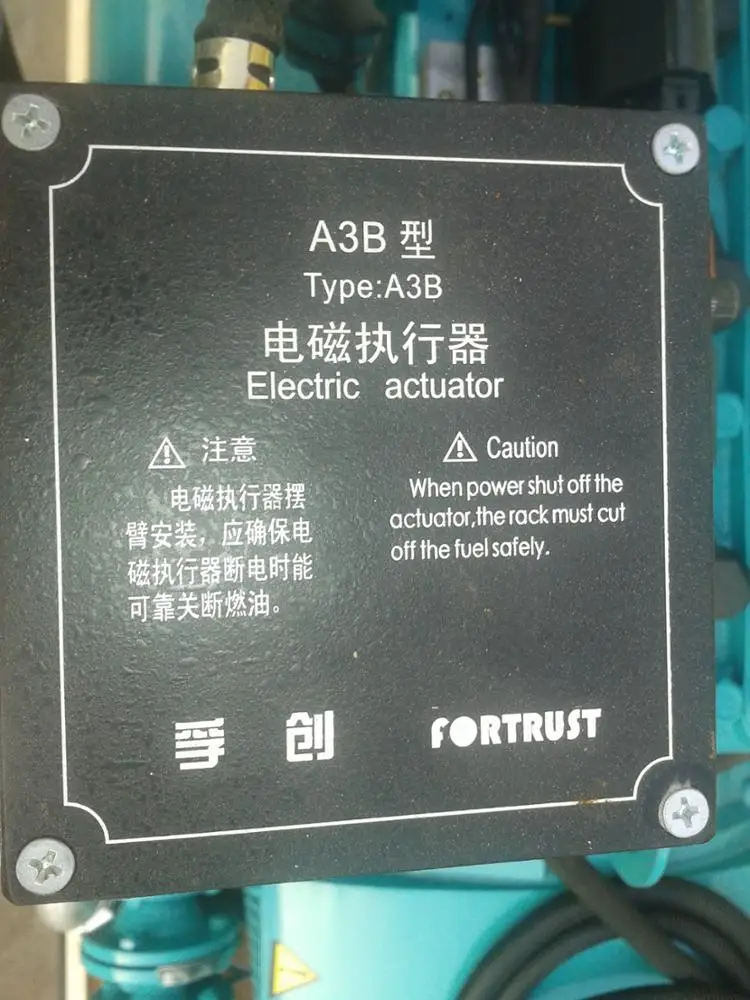 A3B 型
Type:A3B
电磁执行器
Electric actuator
注意
电磁执行器摆
臂安装，应确保电
磁执行器断电时能
可靠关断燃油。
Caution
When power shut off the
actuator,the rack must cut
off the fuel safely.
孚创
FORTRUST